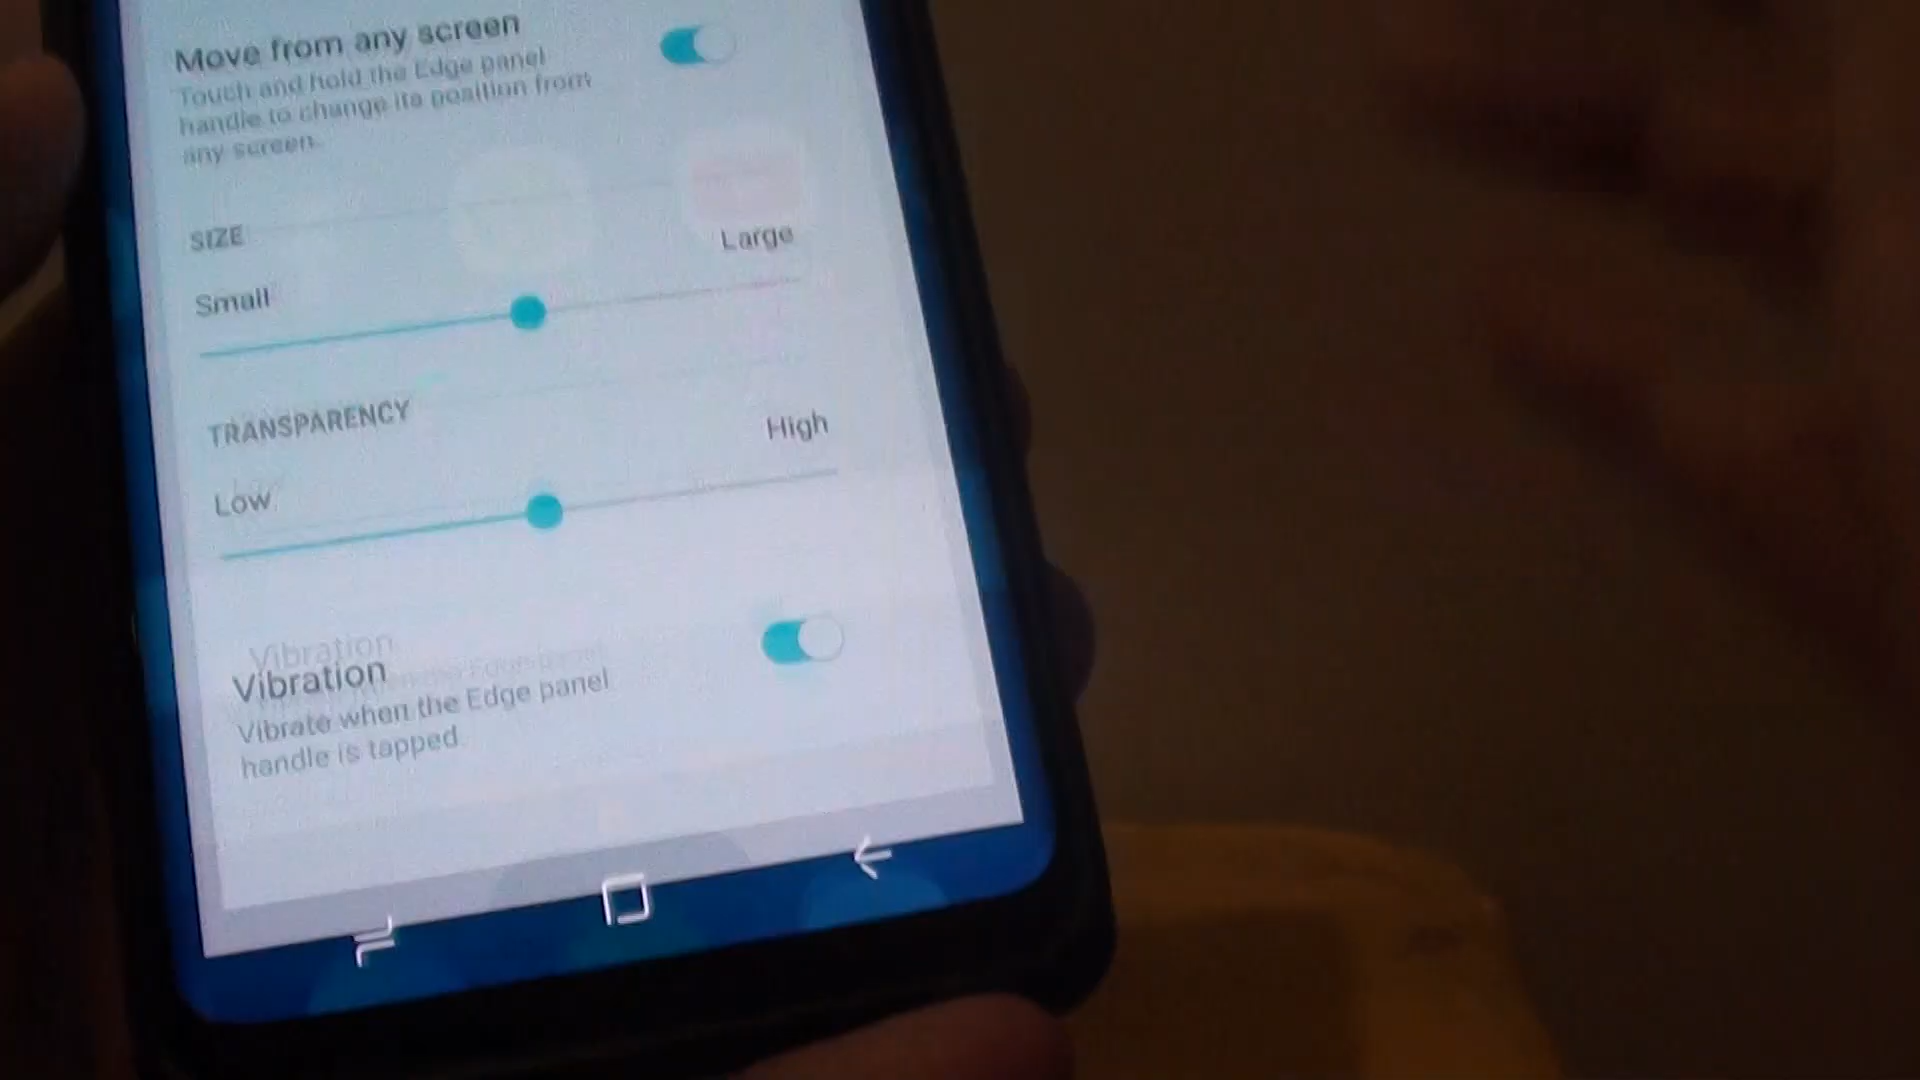 Move from any screen
Touch and hold the Edge panel
handle to change its position from
any screen.
SIZE
Large
Small
TRANSPARENCY
High
Low
Vibration
Vibration
Vibrate when the Edge panel
handle is tapped.